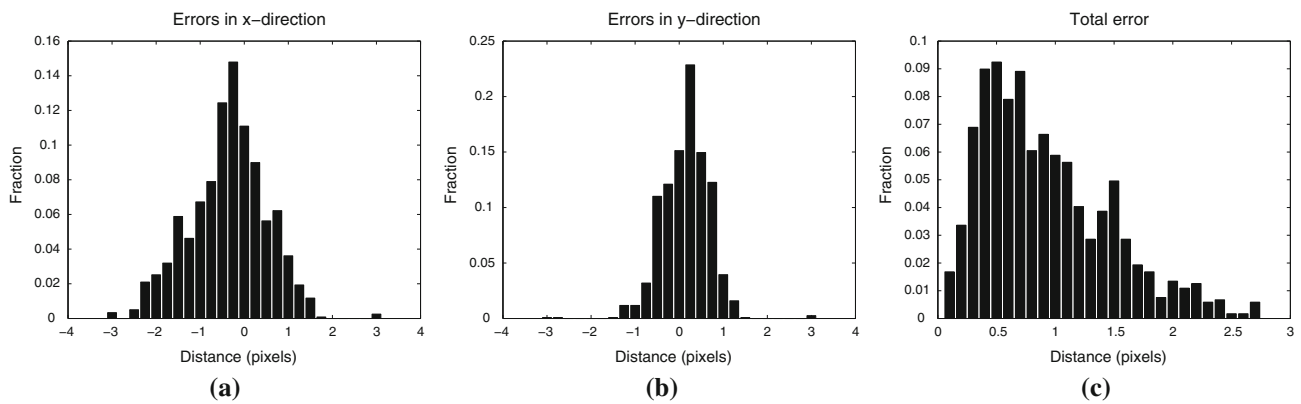 Errors in x−direction
0.16
0.14
0.12
0.1
0.08
0.06
0.04
0.02
0
−4 −3 −2 −1 0 1 2 3 4
Fraction
Distance (pixels)
(a)
Errors in y−direction
0.25
0.2
0.15
0.1
0.05
0
−4 −3 −2 −1 0 1 2 3 4
Fraction
Distance (pixels)
(b)
Total error
0.1
0.09
0.08
0.07
0.06
0.05
0.04
0.03
0.02
0.01
0
0 0.5 1 1.5 2 2.5 3
Fraction
Distance (pixels)
(c)